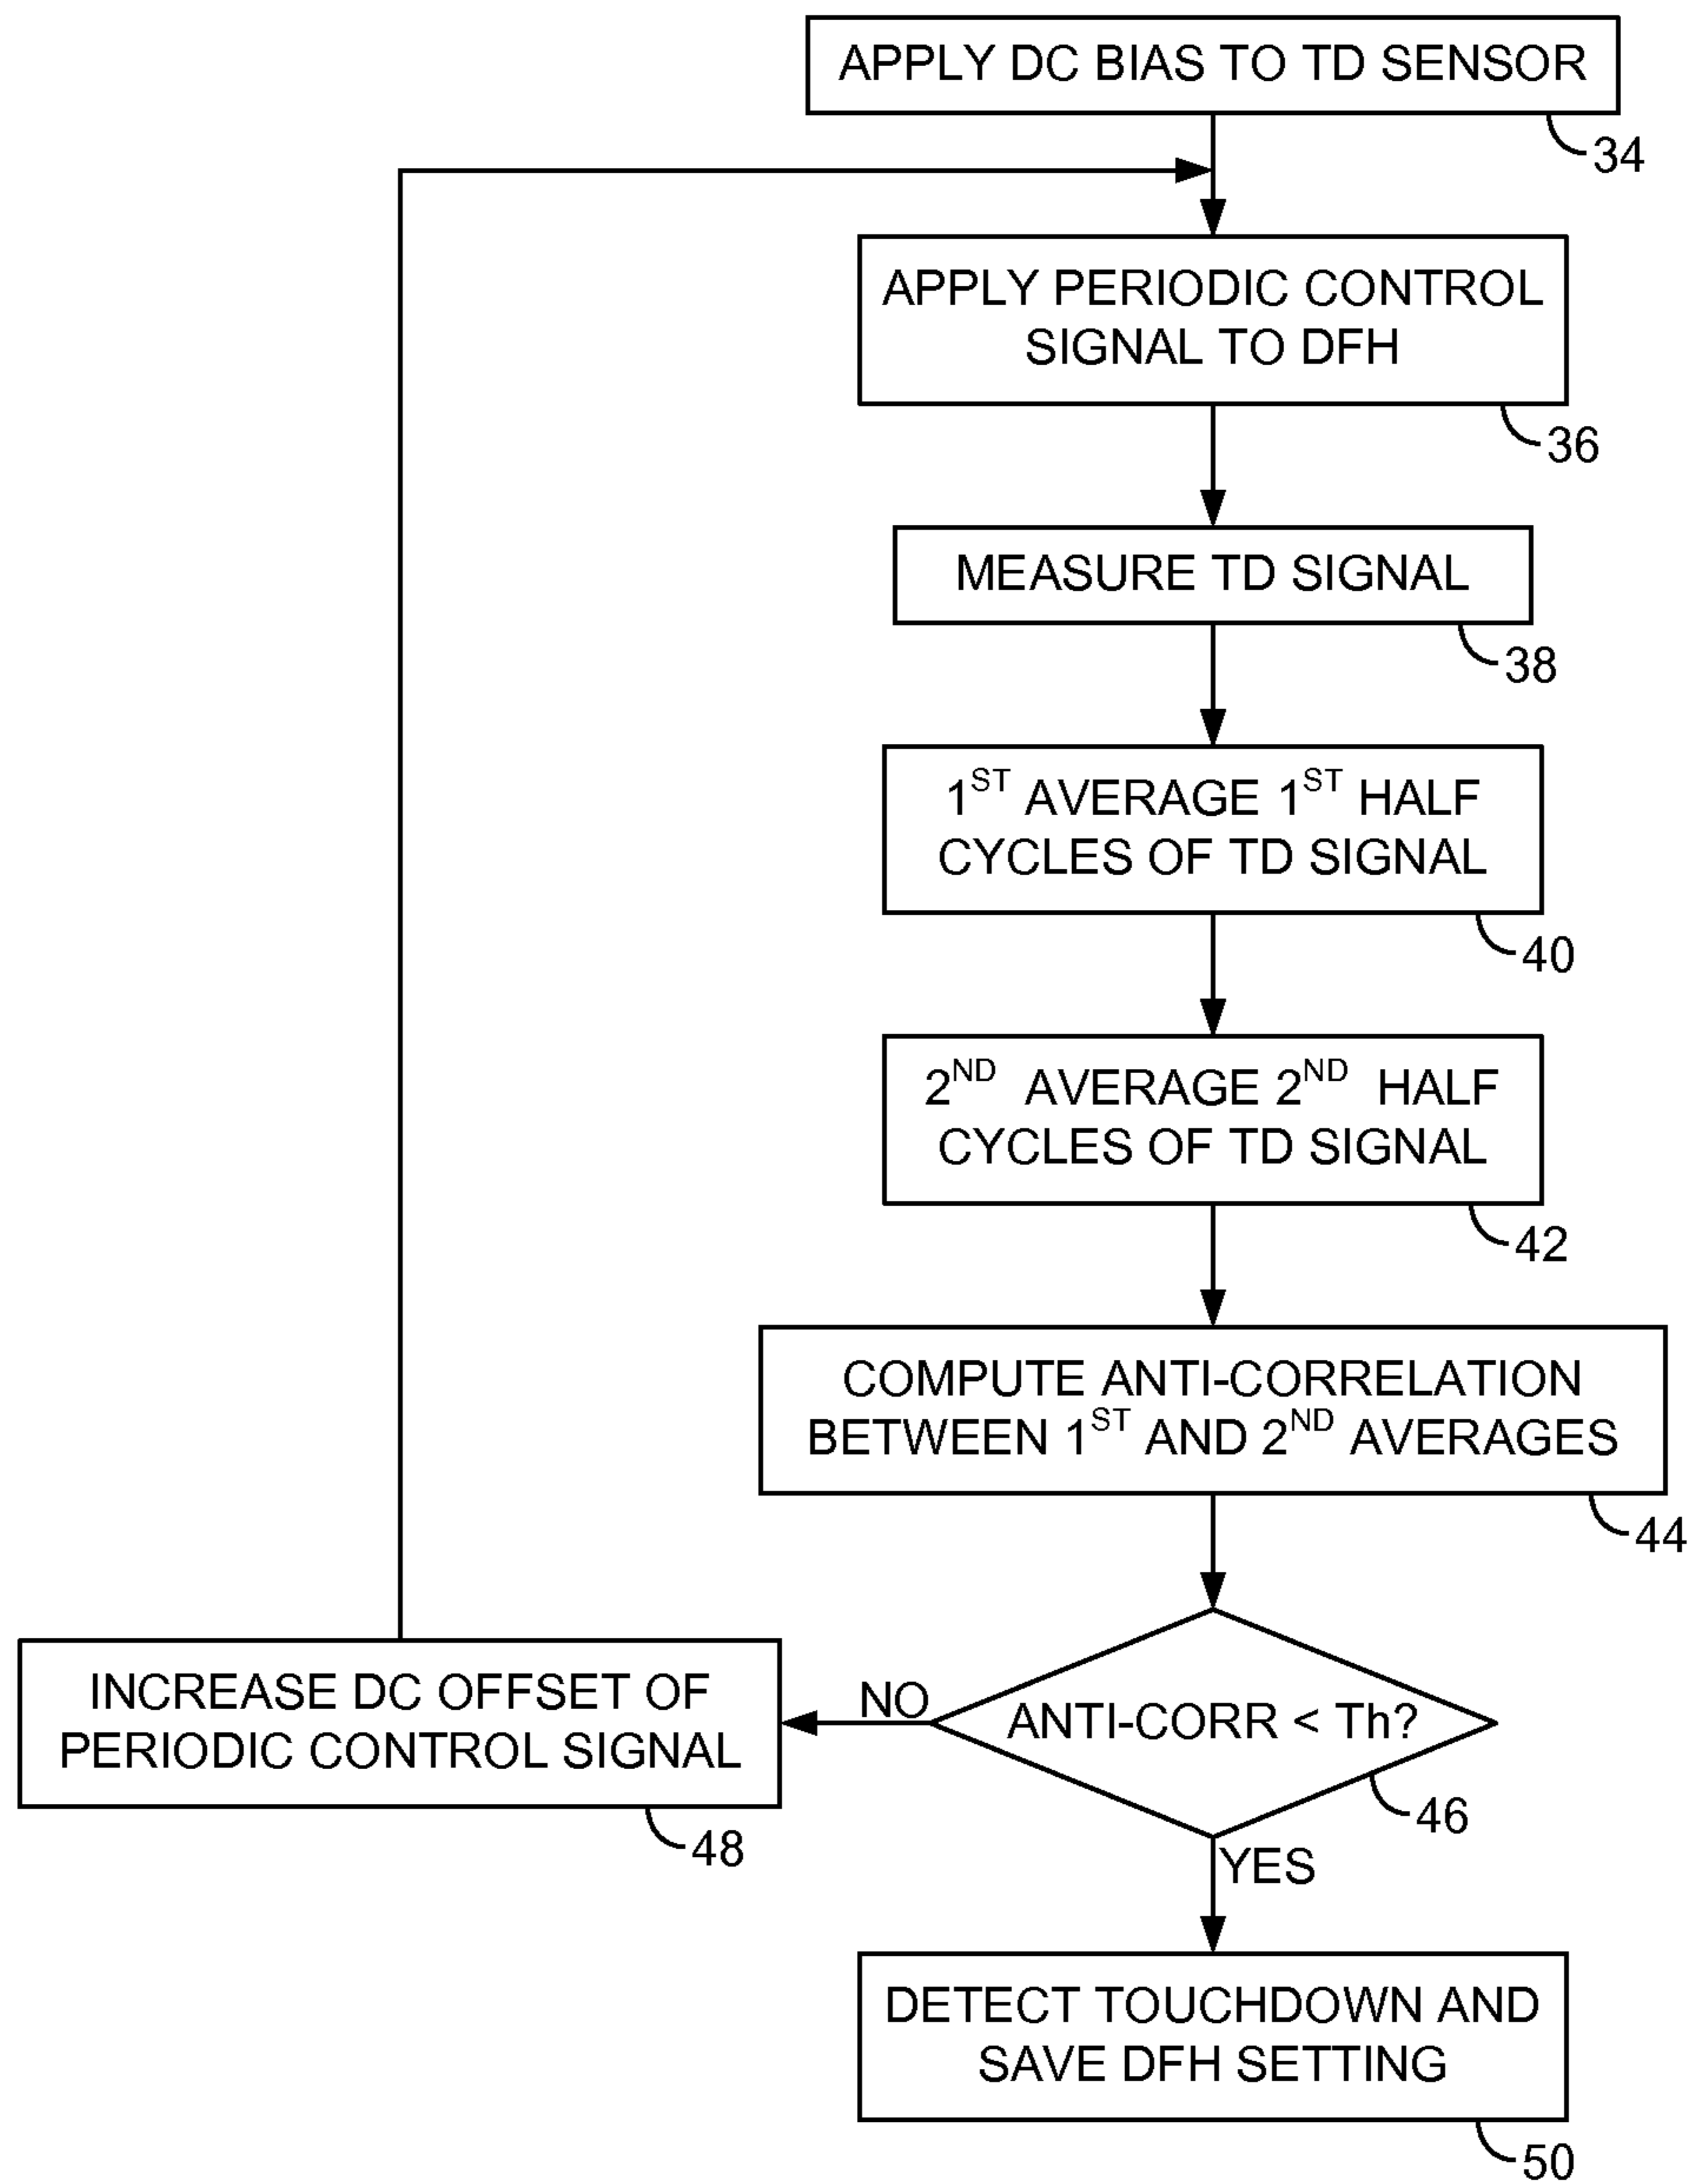 APPLY DC BIAS TO TD SENSOR
34
APPLY PERIODIC CONTROL
SIGNAL TO DFH
36
MEASURE TD SIGNAL
38
1ST AVERAGE 1ST HALF
CYCLES OF TD SIGNAL
40
2ND AVERAGE 2ND HALF
CYCLES OF TD SIGNAL
42
COMPUTE ANTI-CORRELATION
BETWEEN 1ST AND 2ND AVERAGES
44
ANTI-CORR < Th?
46
NO
INCREASE DC OFFSET OF
PERIODIC CONTROL SIGNAL
48
YES
DETECT TOUCHDOWN AND
SAVE DFH SETTING
50